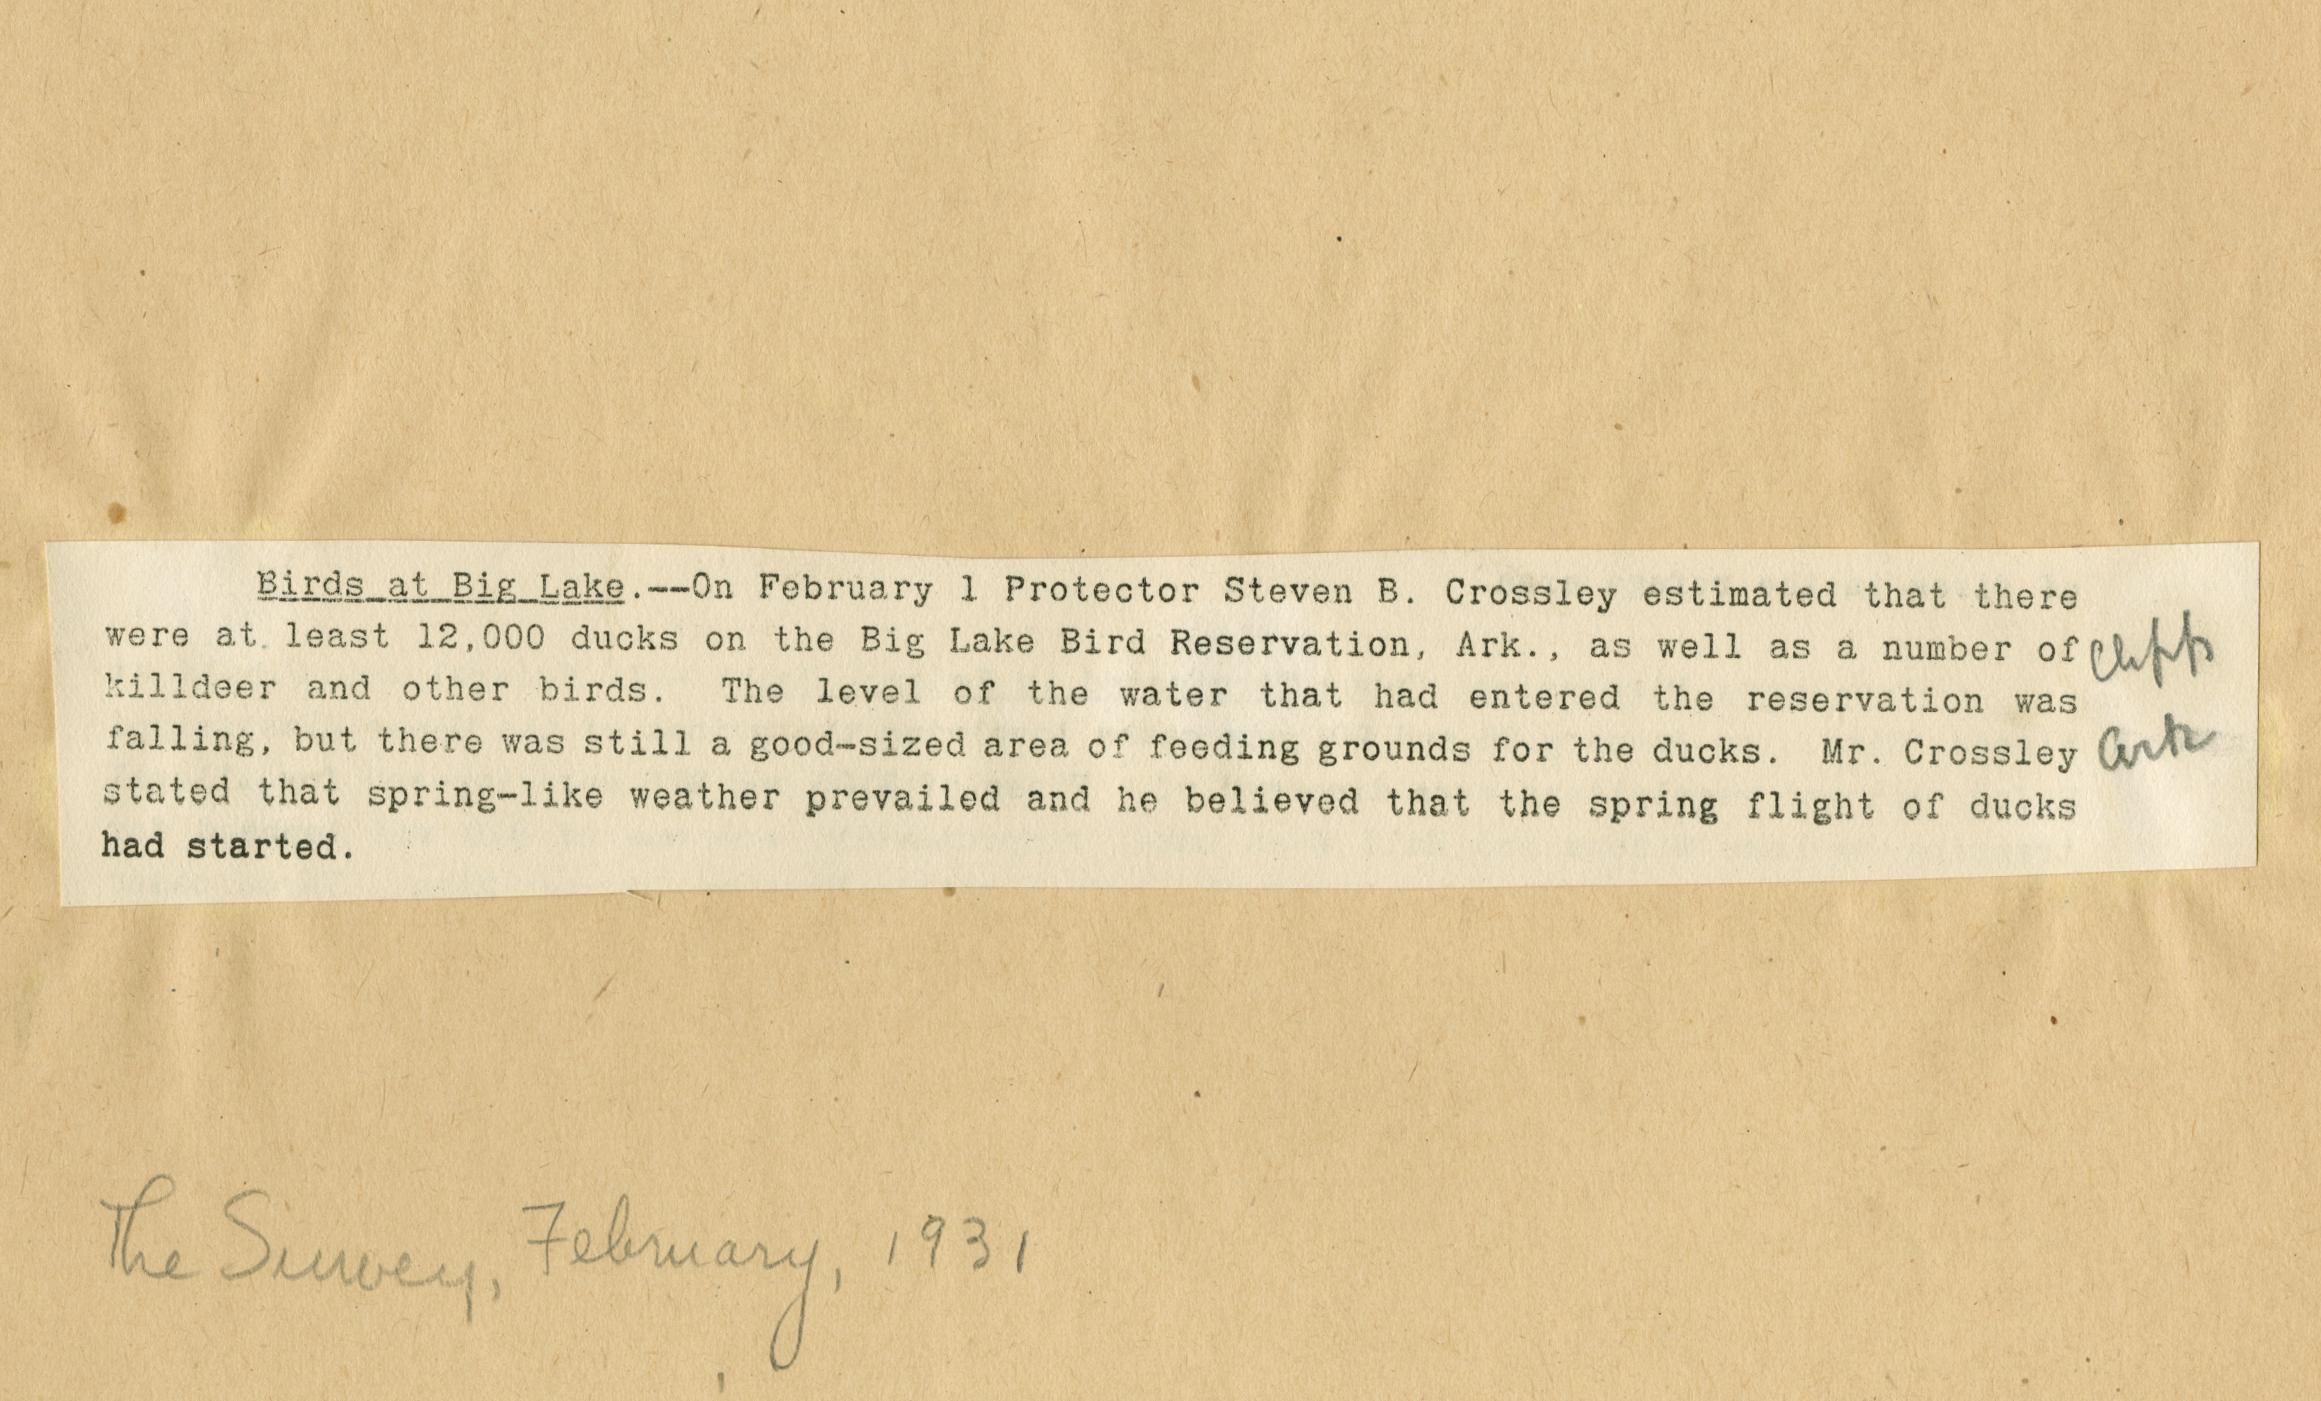 Birds at Big Lake.--On February 1 Protector Steven B. Crossley estimated that there
were at least 12,000 ducks on the Big Lake Bird Reservation, Ark., as well as a number of
killdeer and other birds. The level of the water that had entered the reservation was
falling, but there was still a good-sized area of feeding grounds for the ducks. Mr. Crossley
stated that spring-like weather prevailed and he believed that the spring flight of ducks
had started.
Ark
The Survey, February, 1931